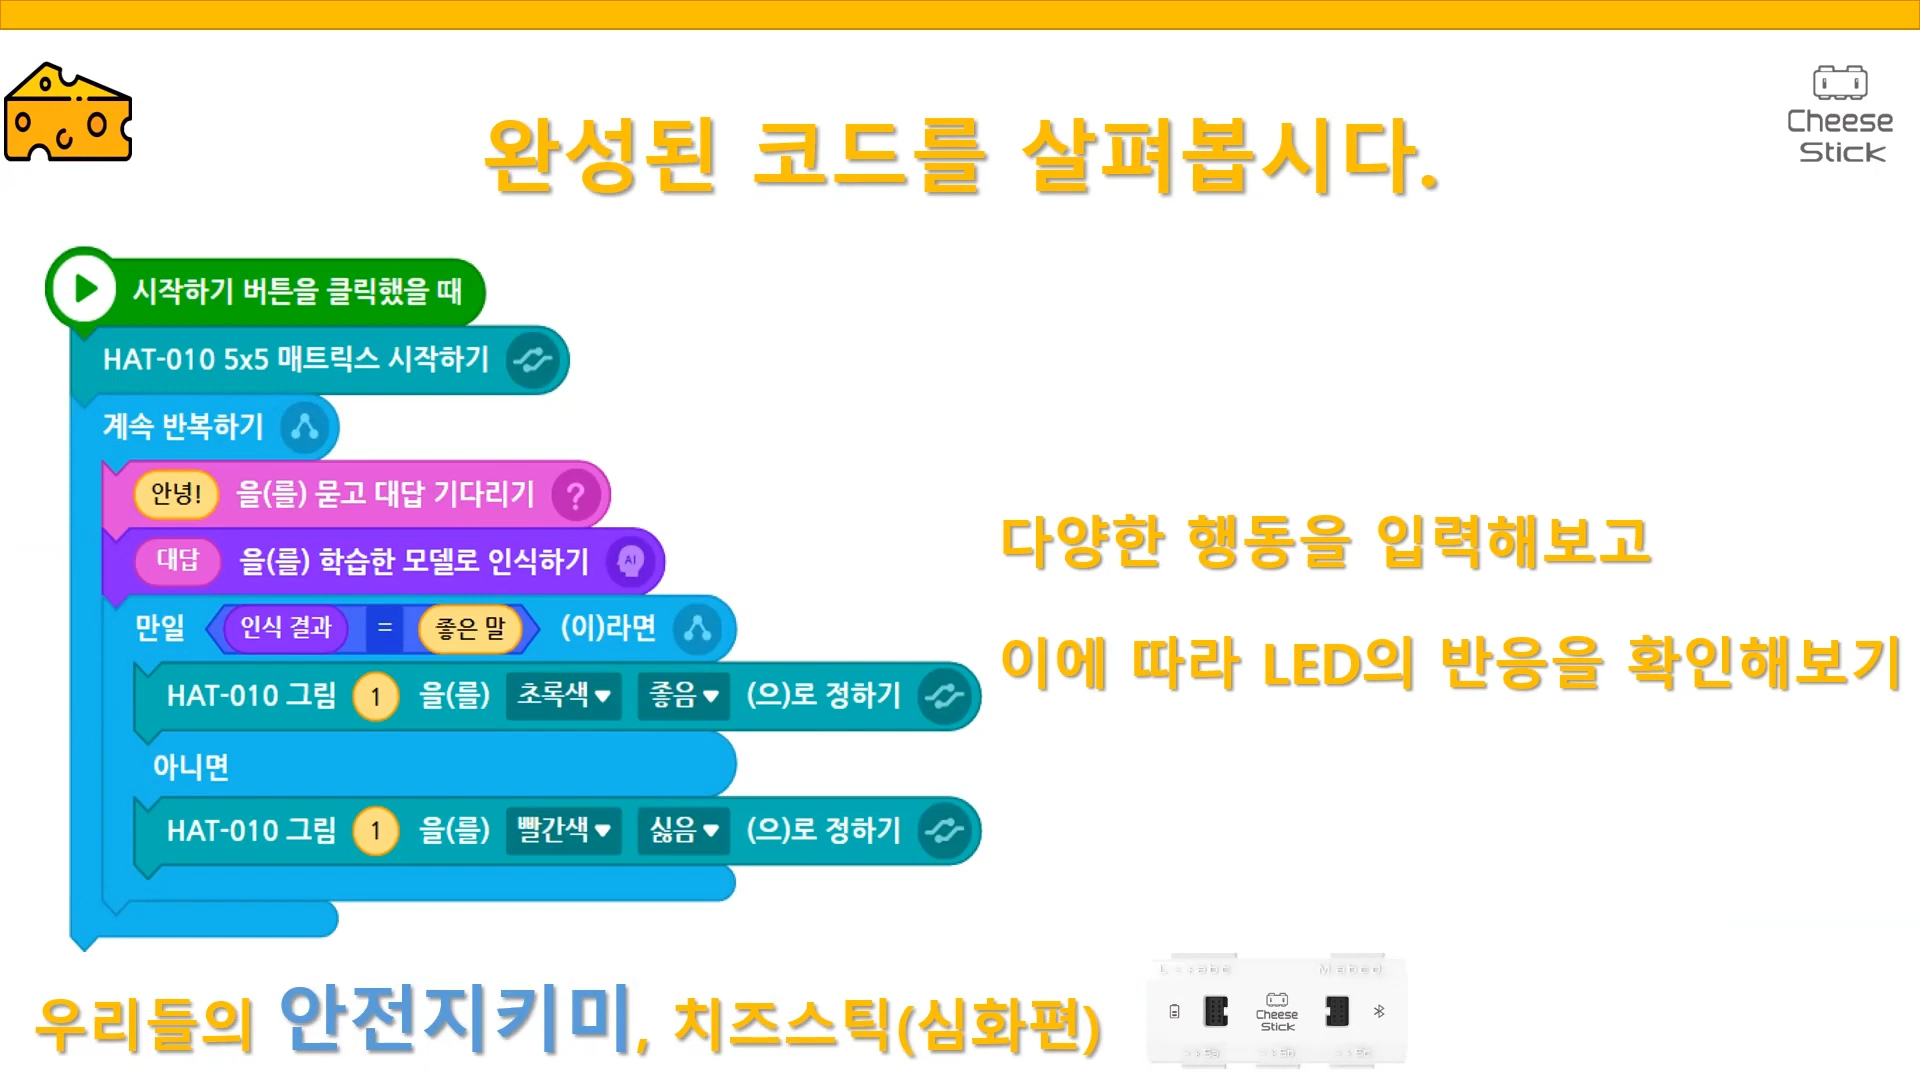 완성된 코드를 살펴봅시다.
Cheese
Stick
시작하기 버튼을 클릭했을 때
HAT-010 5x5 매트릭스 시작하기
계속 반복하기
안녕! 을(를) 묻고 대답 기다리기 ?
대답 을(를) 학습한 모델로 인식하기 AI
만일 인식 결과 = 좋은 말 (이)라면
HAT-010 그림 1 을(를) 초록색 좋음 (으)로 정하기
아니면
HAT-010 그림 1 을(를) 빨간색 싫음 (으)로 정하기
다양한 행동을 입력해보고
이에 따라 LED의 반응을 확인해보기
우리들의 안전지키미, 치즈스틱(심화편)
Cheese
Stick